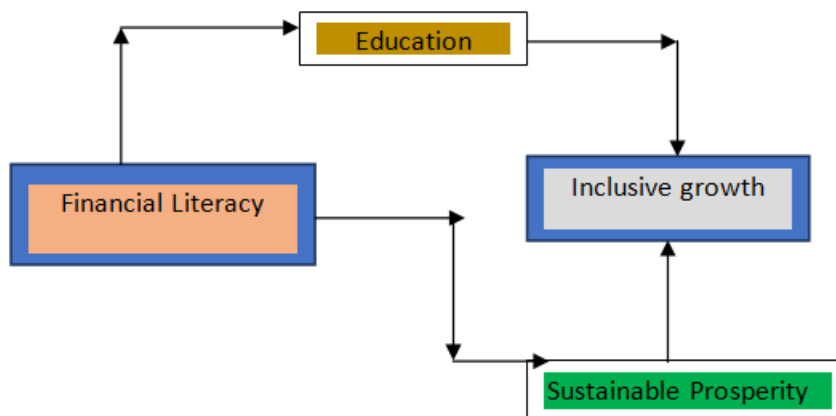 Education
Financial Literacy
Inclusive growth
Sustainable Prosperity